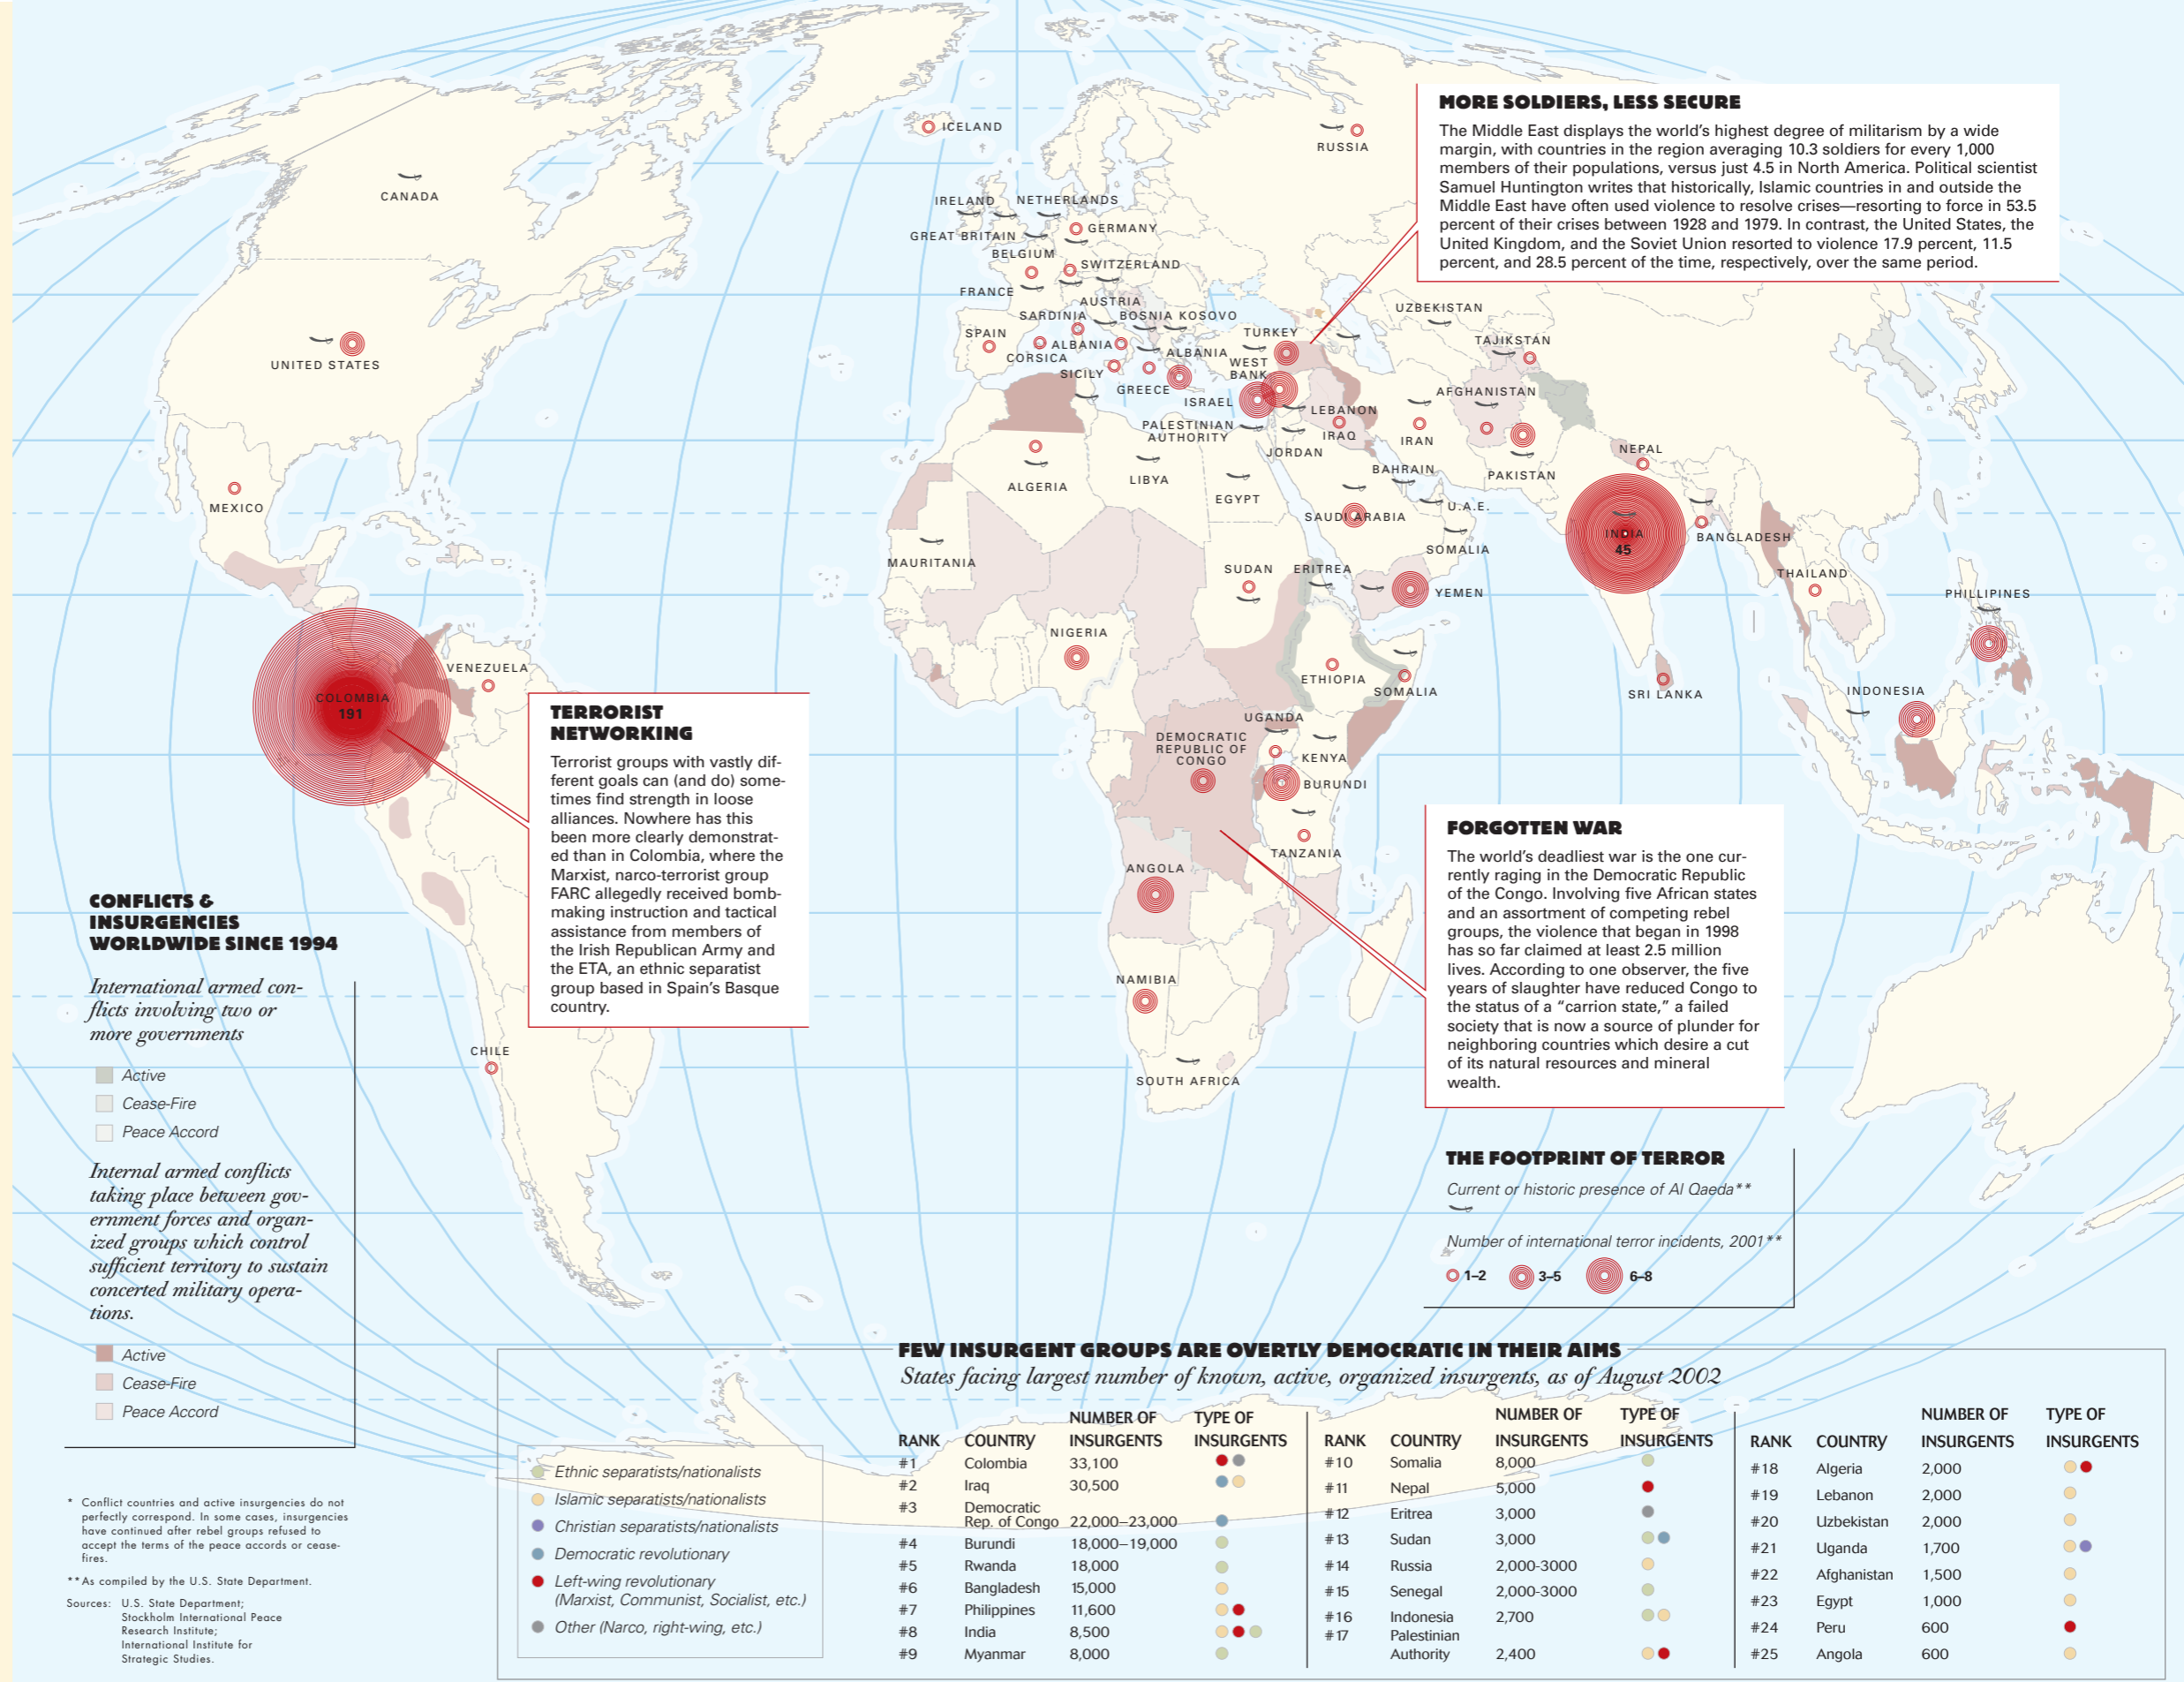 MORE SOLDIERS, LESS SECURE
The Middle East displays the world's highest degree of militarism by a wide
margin, with countries in the region averaging 10.3 soldiers for every 1,000
members of their populations, versus just 4.5 in North America. Political scientist
Samuel Huntington writes that historically, Islamic countries in and outside the
Middle East have often used violence to resolve crises—resorting to force in 53.5
percent of their crises between 1928 and 1979. In contrast, the United States, the
United Kingdom, and the Soviet Union resorted to violence 17.9 percent, 11.5
percent, and 28.5 percent of the time, respectively, over the same period.
ICELAND
RUSSIA
CANADA
IRELAND
NETHERLANDS
GREAT BRITAIN
GERMANY
BELGIUM
SWITZERLAND
FRANCE
AUSTRIA
SARDINIA
BOSNIA
KOSOVO
UZBEKISTAN
SPAIN
ALBANIA
TURKEY
TAJIKSTAN
CORSICA
ALBANIA
WEST
BANK
SICILY
GREECE
ISRAEL
AFGHANISTAN
UNITED STATES
LEBANON
PALESTINIAN
AUTHORITY
IRAQ
IRAN
JORDAN
NEPAL
BAHRAIN
PAKISTAN
ALGERIA
LIBYA
EGYPT
MEXICO
SAUDI ARABIA
U.A.E.
INDIA
45
BANGLADESH
SOMALIA
MAURITANIA
SUDAN
ERITREA
YEMEN
THAILAND
PHILLIPINES
NIGERIA
VENEZUELA
ETHIOPIA
SOMALIA
SRI LANKA
INDONESIA
COLOMBIA
191
UGANDA
DEMOCRATIC
REPUBLIC OF
CONGO
KENYA
BURUNDI
TANZANIA
ANGOLA
NAMIBIA
SOUTH AFRICA
CHILE
TERRORIST
NETWORKING
Terrorist groups with vastly dif-
ferent goals can (and do) some-
times find strength in loose
alliances. Nowhere has this
been more clearly demonstrat-
ed than in Colombia, where the
Marxist, narco-terrorist group
FARC allegedly received bomb-
making instruction and tactical
assistance from members of
the Irish Republican Army and
the ETA, an ethnic separatist
group based in Spain's Basque
country.
FORGOTTEN WAR
The world's deadliest war is the one cur-
rently raging in the Democratic Republic
of the Congo. Involving five African states
and an assortment of competing rebel
groups, the violence that began in 1998
has so far claimed at least 2.5 million
lives. According to one observer, the five
years of slaughter have reduced Congo to
the status of a “carrion state,” a failed
society that is now a source of plunder for
neighboring countries which desire a cut
of its natural resources and mineral
wealth.
CONFLICTS &
INSURGENCIES
WORLDWIDE SINCE 1994
International armed con-
flicts involving two or
more governments
Active
Cease-Fire
Peace Accord
Internal armed conflicts
taking place between gov-
ernment forces and organ-
ized groups which control
sufficient territory to sustain
concerted military opera-
tions.
Active
Cease-Fire
Peace Accord
* Conflict countries and active insurgencies do not
perfectly correspond. In some cases, insurgencies
have continued after rebel groups refused to
accept the terms of the peace accords or cease-
fires.
**As compiled by the U.S. State Department.
Sources: U.S. State Department;
Stockholm International Peace
Research Institute;
International Institute for
Strategic Studies.
THE FOOTPRINT OF TERROR
Current or historic presence of Al Qaeda**
Number of international terror incidents, 2001**
1–2 3–5 6–8
FEW INSURGENT GROUPS ARE OVERTLY DEMOCRATIC IN THEIR AIMS
States facing largest number of known, active, organized insurgents, as of August 2002
Ethnic separatists/nationalists
Islamic separatists/nationalists
Christian separatists/nationalists
Democratic revolutionary
Left-wing revolutionary
(Marxist, Communist, Socialist, etc.)
Other (Narco, right-wing, etc.)
NUMBER OF TYPE OF
RANK COUNTRY INSURGENTS INSURGENTS
#1 Colombia 33,100
#2 Iraq 30,500
#3 Democratic
Rep. of Congo 22,000–23,000
#4 Burundi 18,000–19,000
#5 Rwanda 18,000
#6 Bangladesh 15,000
#7 Philippines 11,600
#8 India 8,500
#9 Myanmar 8,000
NUMBER OF TYPE OF
RANK COUNTRY INSURGENTS INSURGENTS
#10 Somalia 8,000
#11 Nepal 5,000
#12 Eritrea 3,000
#13 Sudan 3,000
#14 Russia 2,000-3000
#15 Senegal 2,000-3000
#16 Indonesia 2,700
#17 Palestinian
Authority 2,400
NUMBER OF TYPE OF
RANK COUNTRY INSURGENTS INSURGENTS
#18 Algeria 2,000
#19 Lebanon 2,000
#20 Uzbekistan 2,000
#21 Uganda 1,700
#22 Afghanistan 1,500
#23 Egypt 1,000
#24 Peru 600
#25 Angola 600